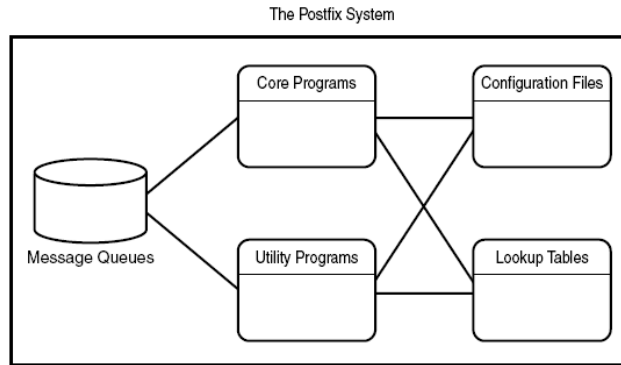 The Postfix System
Core Programs
Configuration Files
Message Queues
Utility Programs
Lookup Tables